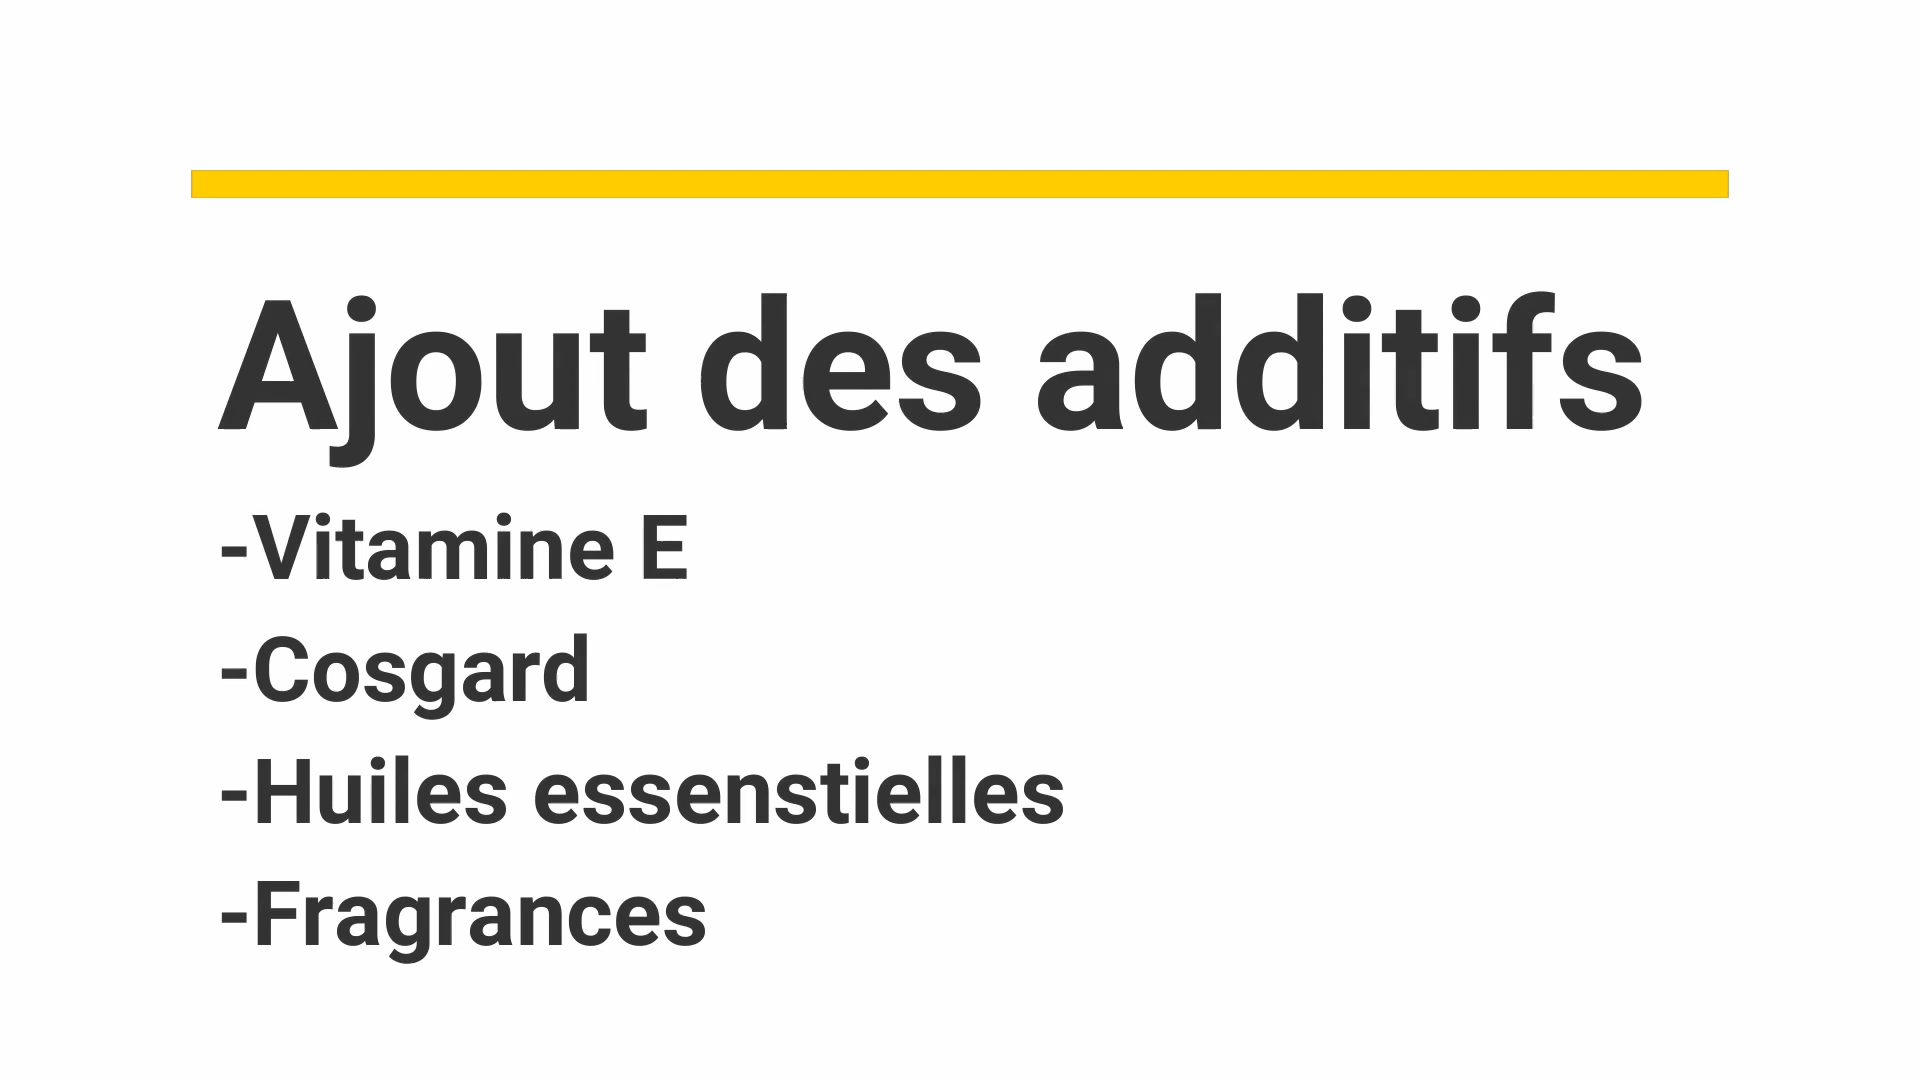 Ajout des additifs
-Vitamine E
-Cosgard
-Huiles essenstielles
-Fragrances